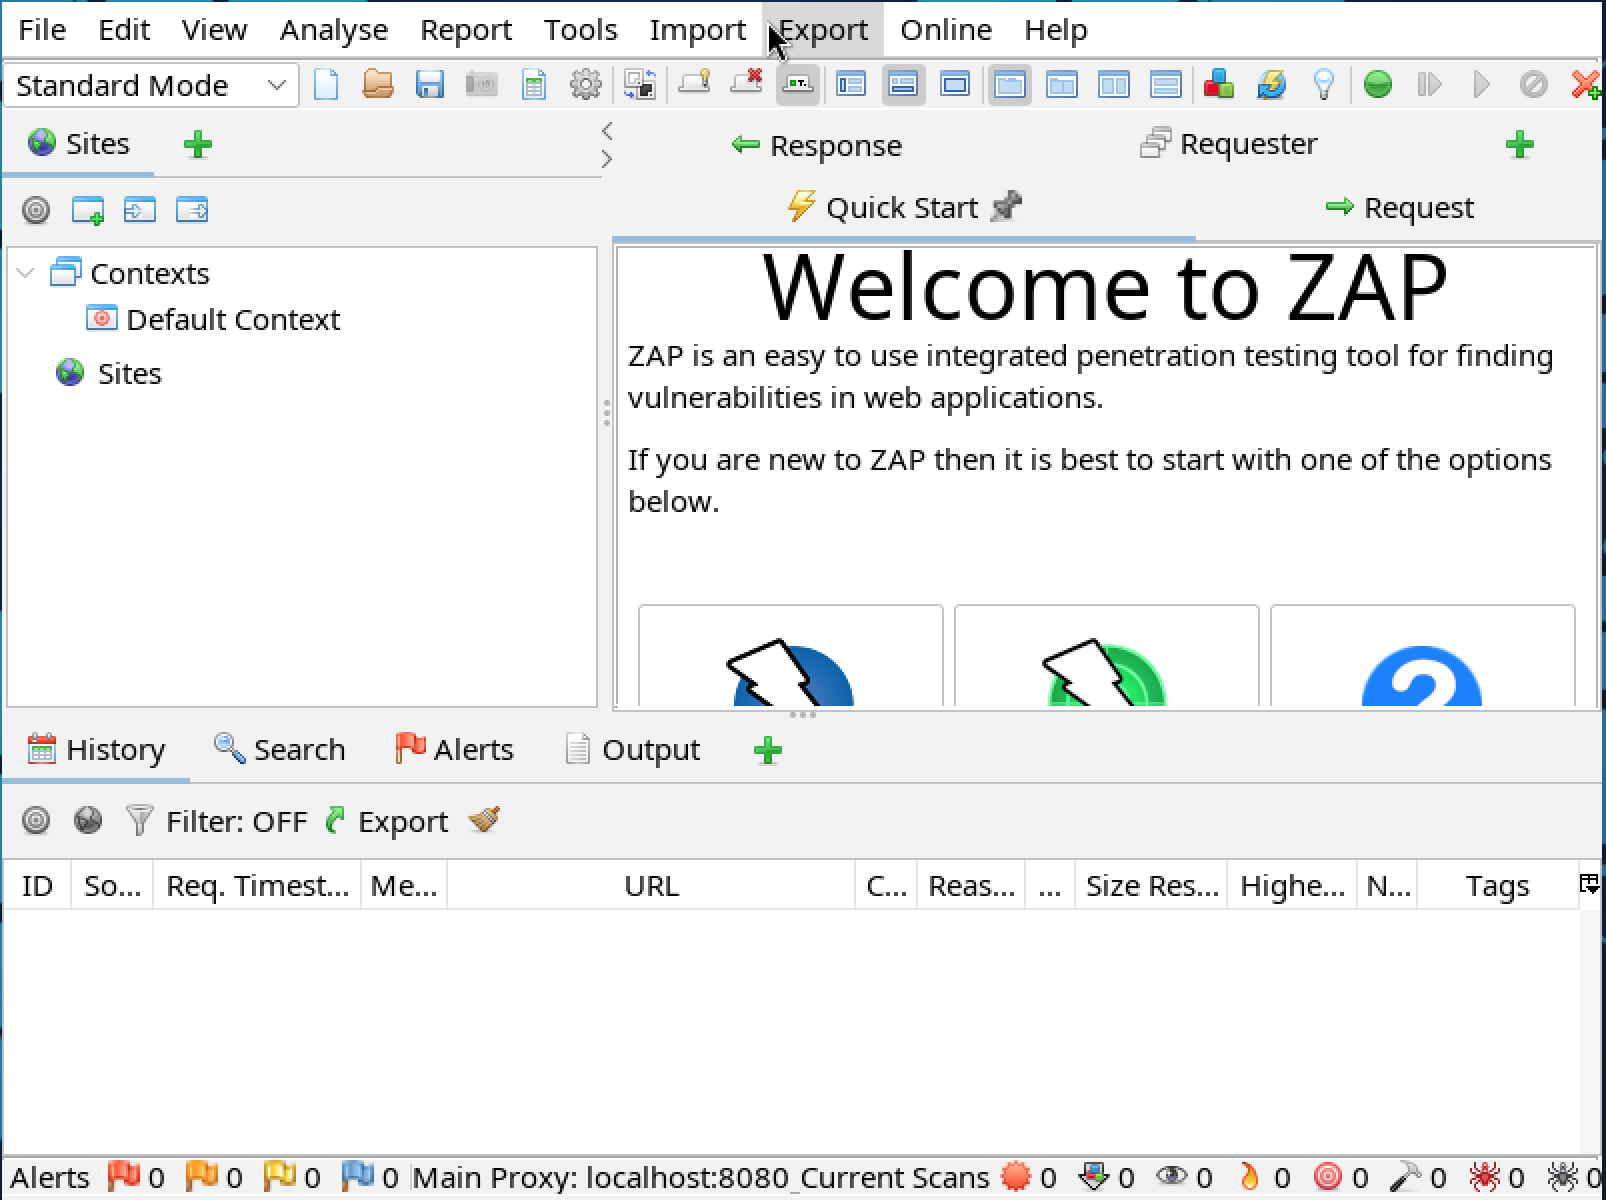 File Edit View Analyse Report Tools Import Export Online Help
Standard Mode
Sites
Response Requester
Quick Start Request
Contexts
Default Context
Sites
Welcome to ZAP
ZAP is an easy to use integrated penetration testing tool for finding
vulnerabilities in web applications.
If you are new to ZAP then it is best to start with one of the options
below.
History Search Alerts Output
Filter: OFF Export
ID So... Req. Timest... Me... URL C... Reas... ... Size Res... Highe... N... Tags
Alerts 0 0 0 0 Main Proxy: localhost:8080 Current Scans 0 0 0 0 0 0 0 0